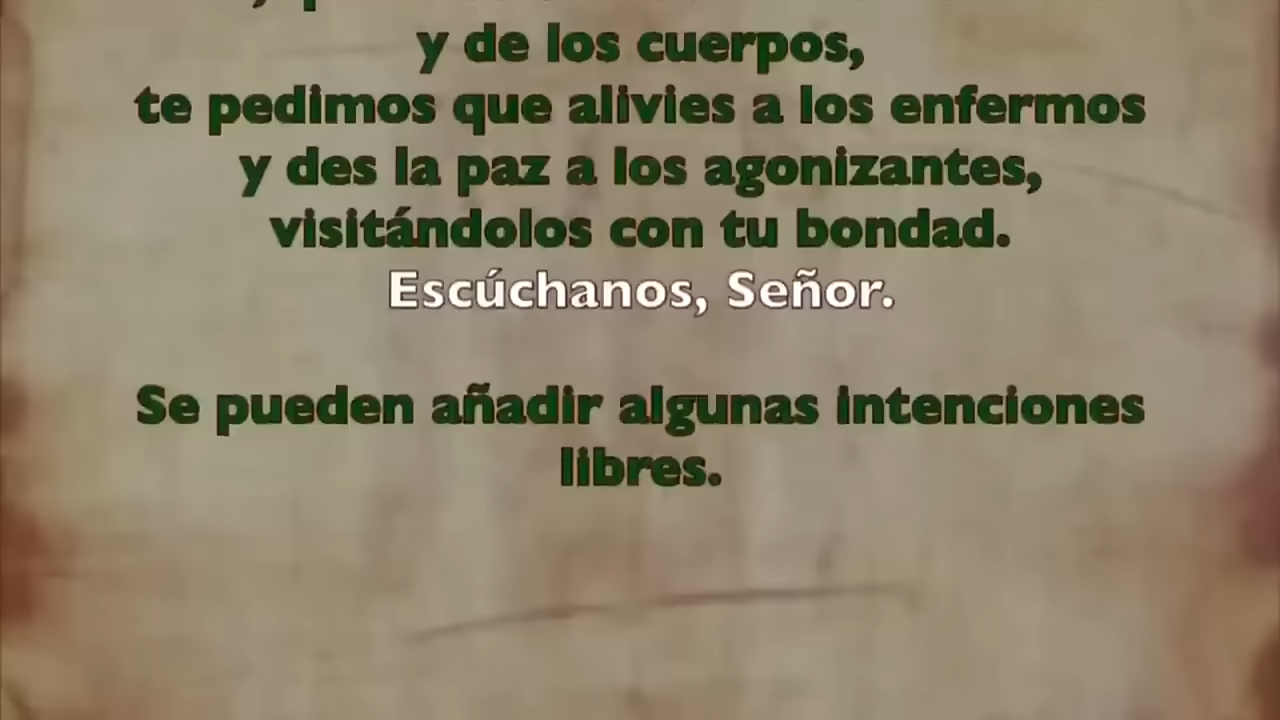 y de los cuerpos,
te pedimos que alivies a los enfermos
y des la paz a los agonizantes,
visitándolos con tu bondad.
Escúchanos, Señor.
Se pueden añadir algunas intenciones
libres.